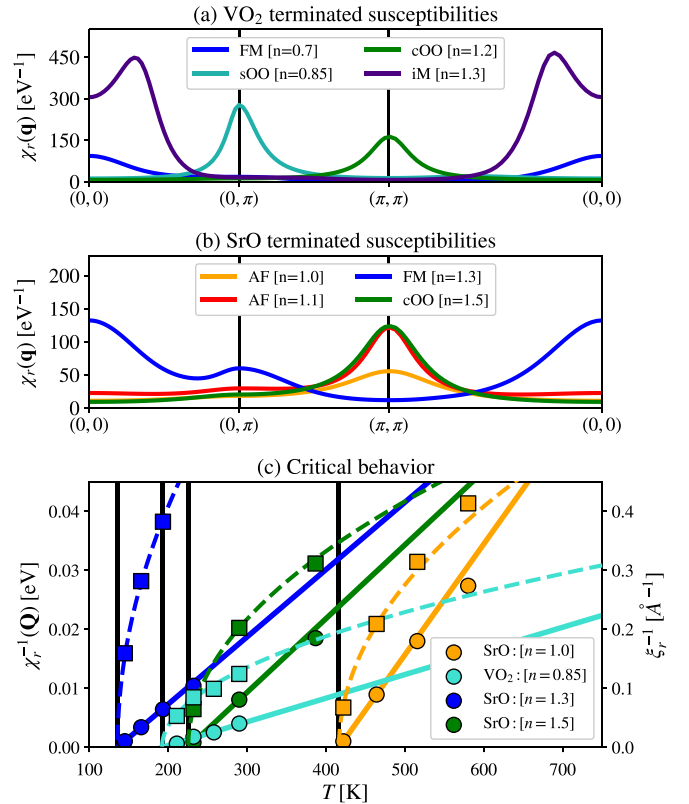 (a) VO₂ terminated susceptibilities
χᵣ(q) [eV⁻¹]
450
300
150
0
FM [n=0.7]
sOO [n=0.85]
cOO [n=1.2]
iM [n=1.3]
(0, 0)
(0, π)
(π, π)
(0, 0)
(b) SrO terminated susceptibilities
χᵣ(q) [eV⁻¹]
200
150
100
50
0
AF [n=1.0]
AF [n=1.1]
FM [n=1.3]
cOO [n=1.5]
(0, 0)
(0, π)
(π, π)
(0, 0)
(c) Critical behavior
χᵣ⁻¹(Q) [eV]
0.04
0.03
0.02
0.01
0.00
0.4
0.3
0.2
0.1
0.0
ξᵣ⁻¹ [Å⁻¹]
SrO : [n = 1.0]
VO₂ : [n = 0.85]
SrO : [n = 1.3]
SrO : [n = 1.5]
100
200
300
400
500
600
700
T [K]